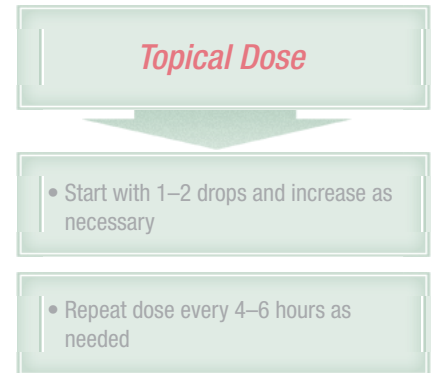 Topical Dose
• Start with 1–2 drops and increase as
necessary
• Repeat dose every 4–6 hours as
needed